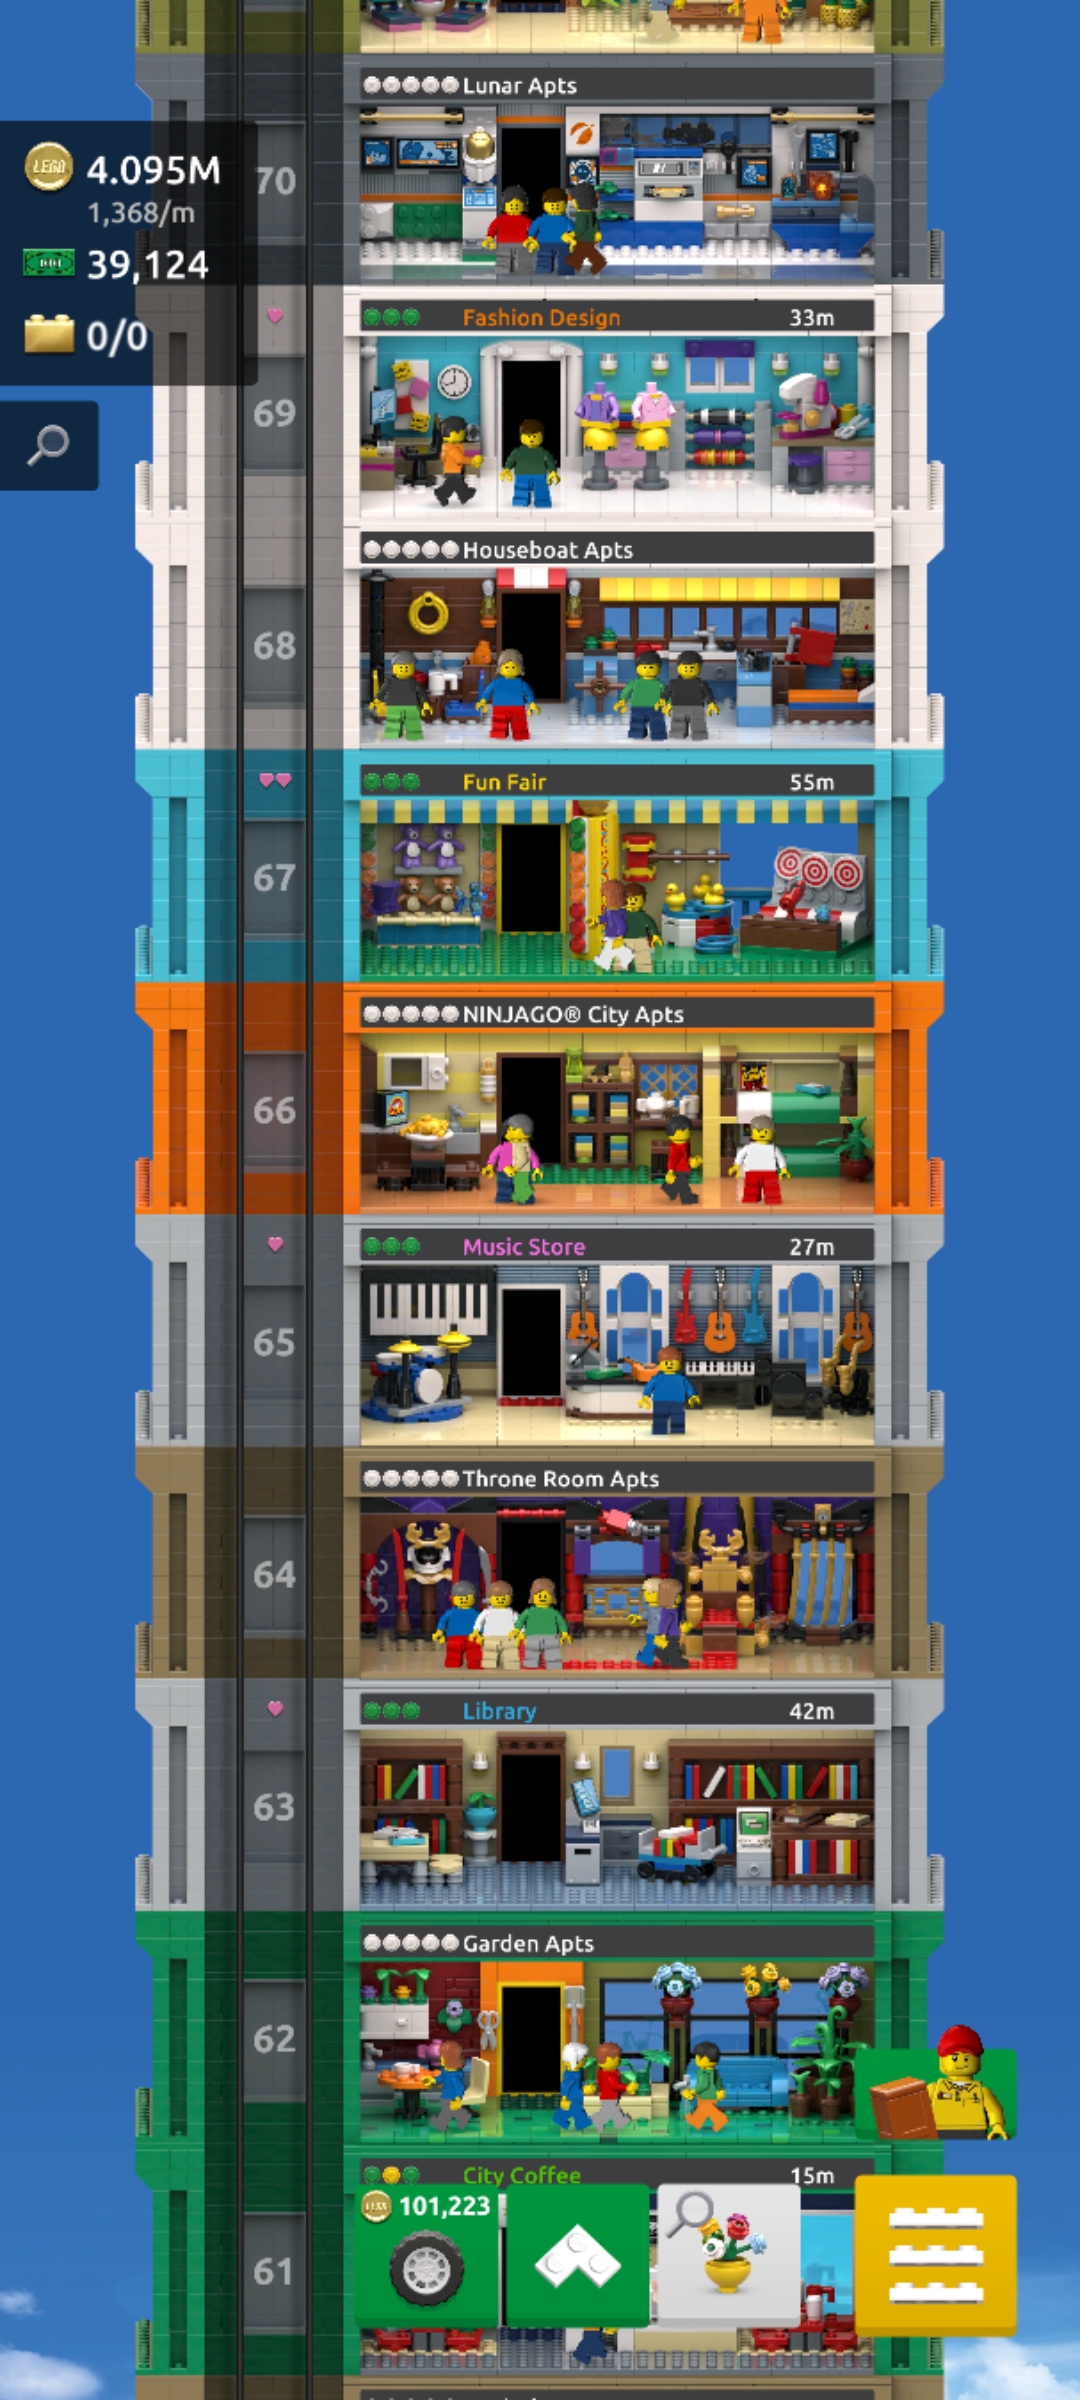 Lunar Apts
LEGO 4.095M
1,368/m
70
39,124
Fashion Design 33m
0/0
69
Houseboat Apts
68
Fun Fair 55m
67
NINJAGO® City Apts
66
Music Store 27m
65
Throne Room Apts
64
Library 42m
63
Garden Apts
62
City Coffee 15m
101,223
61